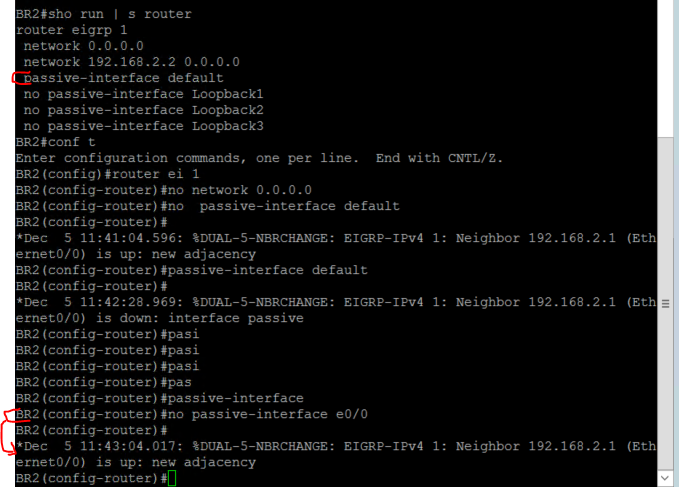 BR2#sho run | s router
router eigrp 1
 network 0.0.0.0
 network 192.168.2.2 0.0.0.0
 passive-interface default
 no passive-interface Loopback1
 no passive-interface Loopback2
 no passive-interface Loopback3
BR2#conf t
Enter configuration commands, one per line.  End with CNTL/Z.
BR2(config)#router ei 1
BR2(config-router)#no network 0.0.0.0
BR2(config-router)#no  passive-interface default
BR2(config-router)#
*Dec  5 11:41:04.596: %DUAL-5-NBRCHANGE: EIGRP-IPv4 1: Neighbor 192.168.2.1 (Eth
ernet0/0) is up: new adjacency
BR2(config-router)#passive-interface default
BR2(config-router)#
*Dec  5 11:42:28.969: %DUAL-5-NBRCHANGE: EIGRP-IPv4 1: Neighbor 192.168.2.1 (Eth
ernet0/0) is down: interface passive
BR2(config-router)#pasi
BR2(config-router)#pasi
BR2(config-router)#pasi
BR2(config-router)#pas
BR2(config-router)#passive-interface
BR2(config-router)#no passive-interface e0/0
BR2(config-router)#
*Dec  5 11:43:04.017: %DUAL-5-NBRCHANGE: EIGRP-IPv4 1: Neighbor 192.168.2.1 (Eth
ernet0/0) is up: new adjacency
BR2(config-router)#